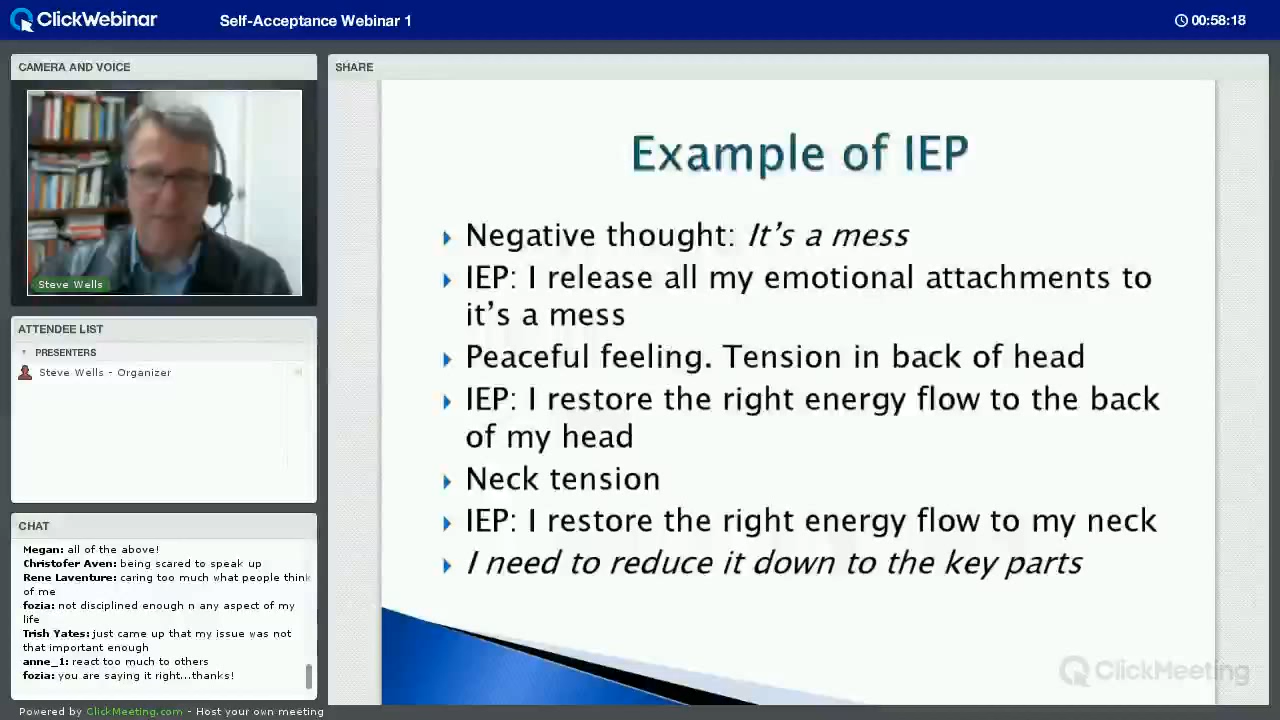 ClickWebinar
Self-Acceptance Webinar 1
00:58:18
CAMERA AND VOICE
Steve Wells
ATTENDEE LIST
PRESENTERS
Steve Wells - Organizer
CHAT
Megan: all of the above!
Christofer Aven: being scared to speak up
Rene Laventure: caring too much what people think
of me
fozia: not disciplined enough n any aspect of my
life
Trish Yates: just came up that my issue was not
that important enough
anne_1: react too much to others
fozia: you are saying it right...thanks!
Powered by ClickMeeting.com - Host your own meeting
SHARE
Example of IEP
Negative thought: It's a mess
IEP: I release all my emotional attachments to
it's a mess
Peaceful feeling. Tension in back of head
IEP: I restore the right energy flow to the back
of my head
Neck tension
IEP: I restore the right energy flow to my neck
I need to reduce it down to the key parts
ClickMeeting